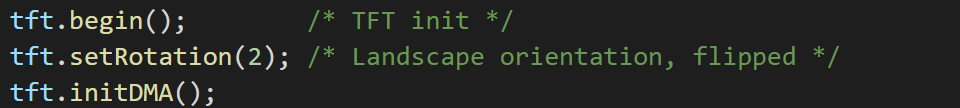 tft.begin();        /* TFT init */
tft.setRotation(2); /* Landscape orientation, flipped */
tft.initDMA();